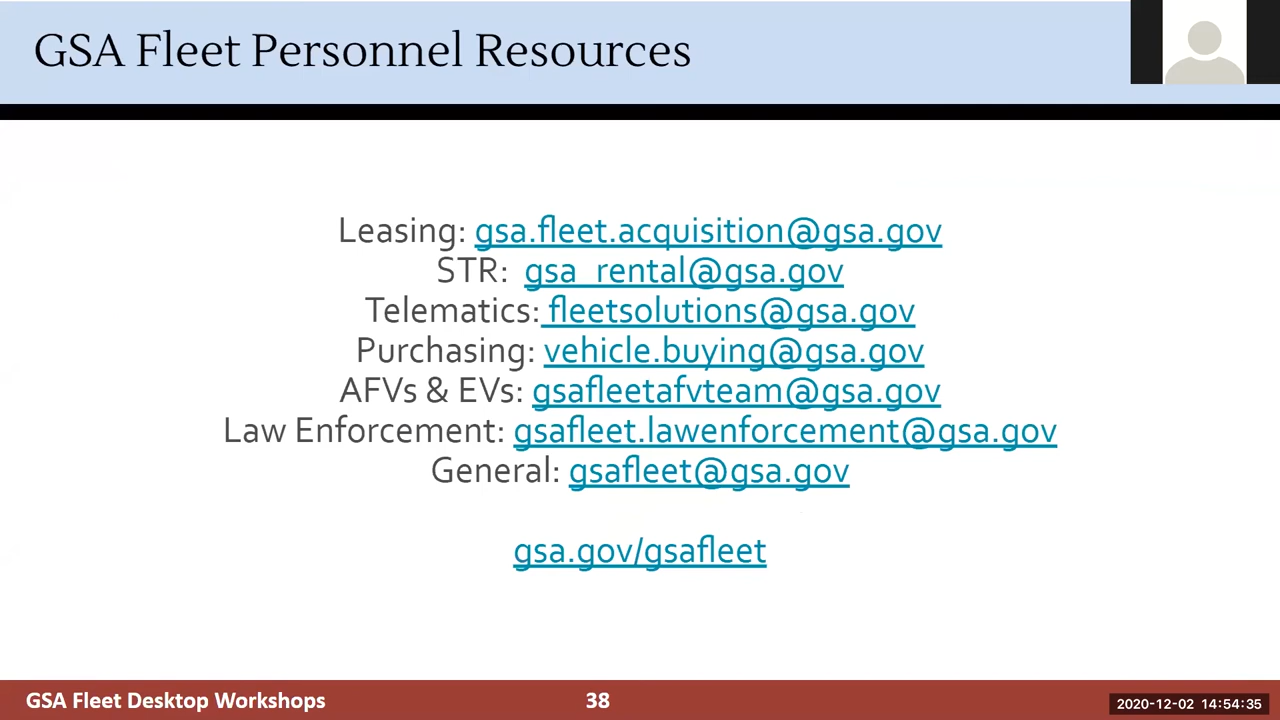 GSA Fleet Personnel Resources
Leasing: gsa.fleet.acquisition@gsa.gov
STR: gsa_rental@gsa.gov
Telematics: fleetsolutions@gsa.gov
Purchasing: vehicle.buying@gsa.gov
AFVs & EVs: gsafleetafvteam@gsa.gov
Law Enforcement: gsafleet.lawenforcement@gsa.gov
General: gsafleet@gsa.gov
gsa.gov/gsafleet
GSA Fleet Desktop Workshops
38
2020-12-02 14:54:35